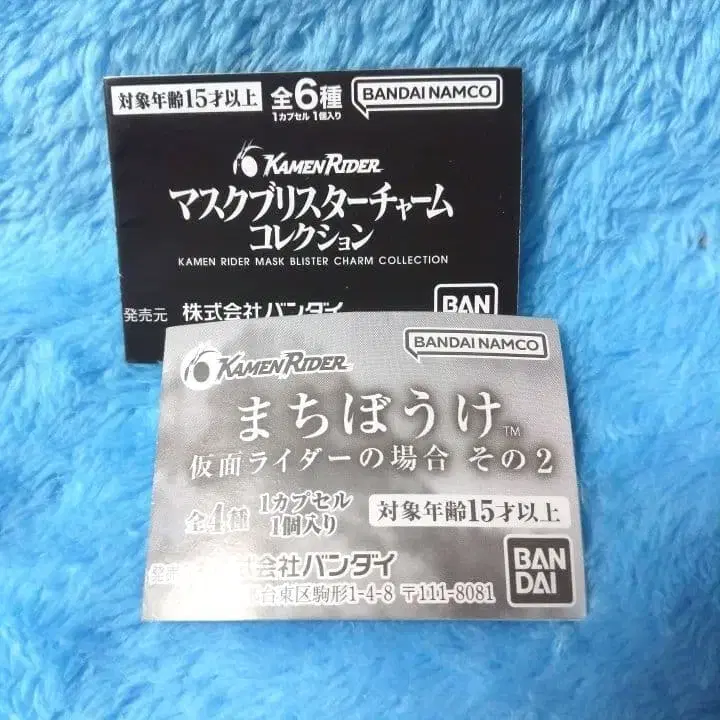 対象年齢15才以上 全6種 BANDAI NAMCO
1カプセル 1個入り
KAMEN RIDER
マスクブリスターチャーム
コレクション
KAMEN RIDER MASK BLISTER CHARM COLLECTION
発売元 株式会社バンダイ BAN
KAMEN RIDER BANDAI NAMCO
まちぼうけ™
仮面ライダーの場合 その2
全4種 1カプセル 1個入り 対象年齢15才以上
発売 式会社バンダイ
台東区駒形1-4-8 〒111-8081
BAN
DAI